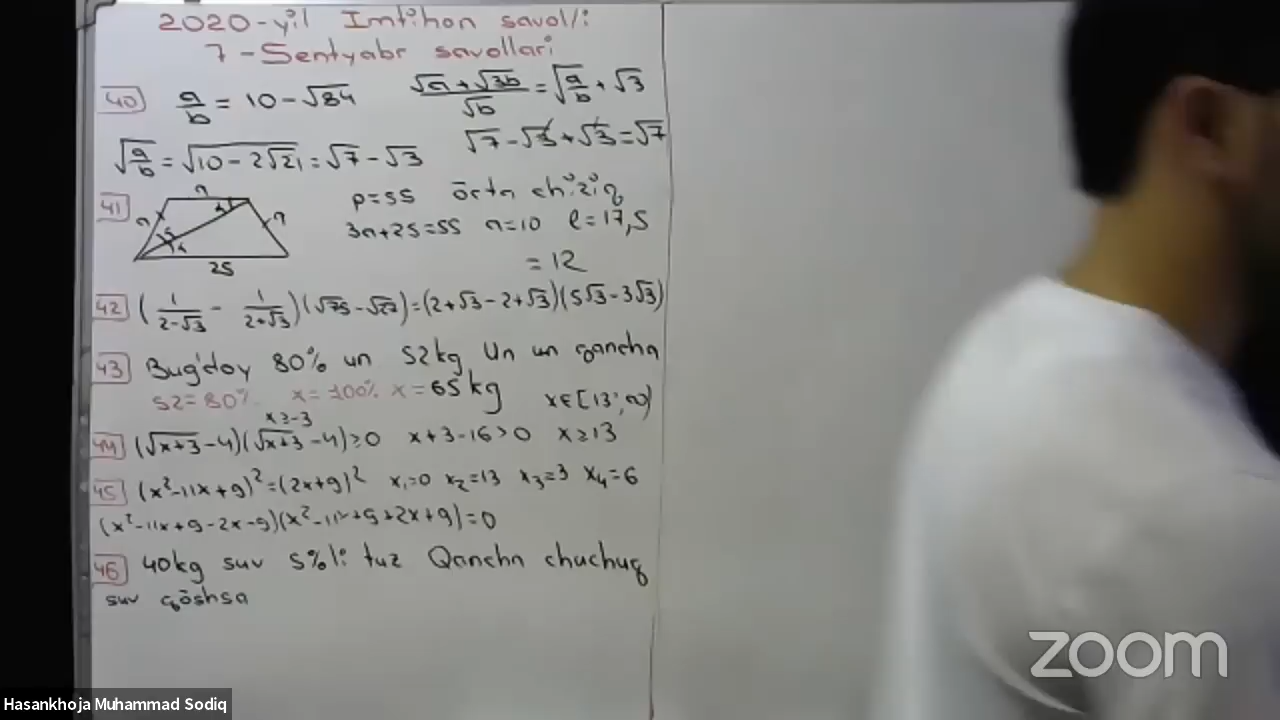 2020-yil Imtihon savol/i
7-Sentyabr savollari
40 a/b = 10 - √84 (√a + √3b)/√b = √(a/b) + √3
√(a/b) = √(10 - 2√21) = √7 - √3 √7 - √3 + √3 = √7
41 a a a 25 p=55 o̅rta chiziq
3a+25=55 a=10 l=17,5
= 12
42 (1/(2-√3) - 1/(2+√3))(√75 - √27) = (2+√3-2+√3)(5√3-3√3)
43 Bug'doy 80% un 52kg Un un qancha
52=80% x=100% x=65kg x∈[13;∞)
x≥-3
44 (√x+3 -4)(√x+3 -4)≥0 x+3-16>0 x≥13
45 (x²-11x+9)²=(2x+9)² x₁=0 x₂=13 x₃=3 x₄=6
(x²-11x+9-2x-9)(x²-11x+9+2x+9)=0
46 40kg suv 5%li tuz Qancha chuchuq
suv qo̅shsa
zoom
Hasankhoja Muhammad Sodiq